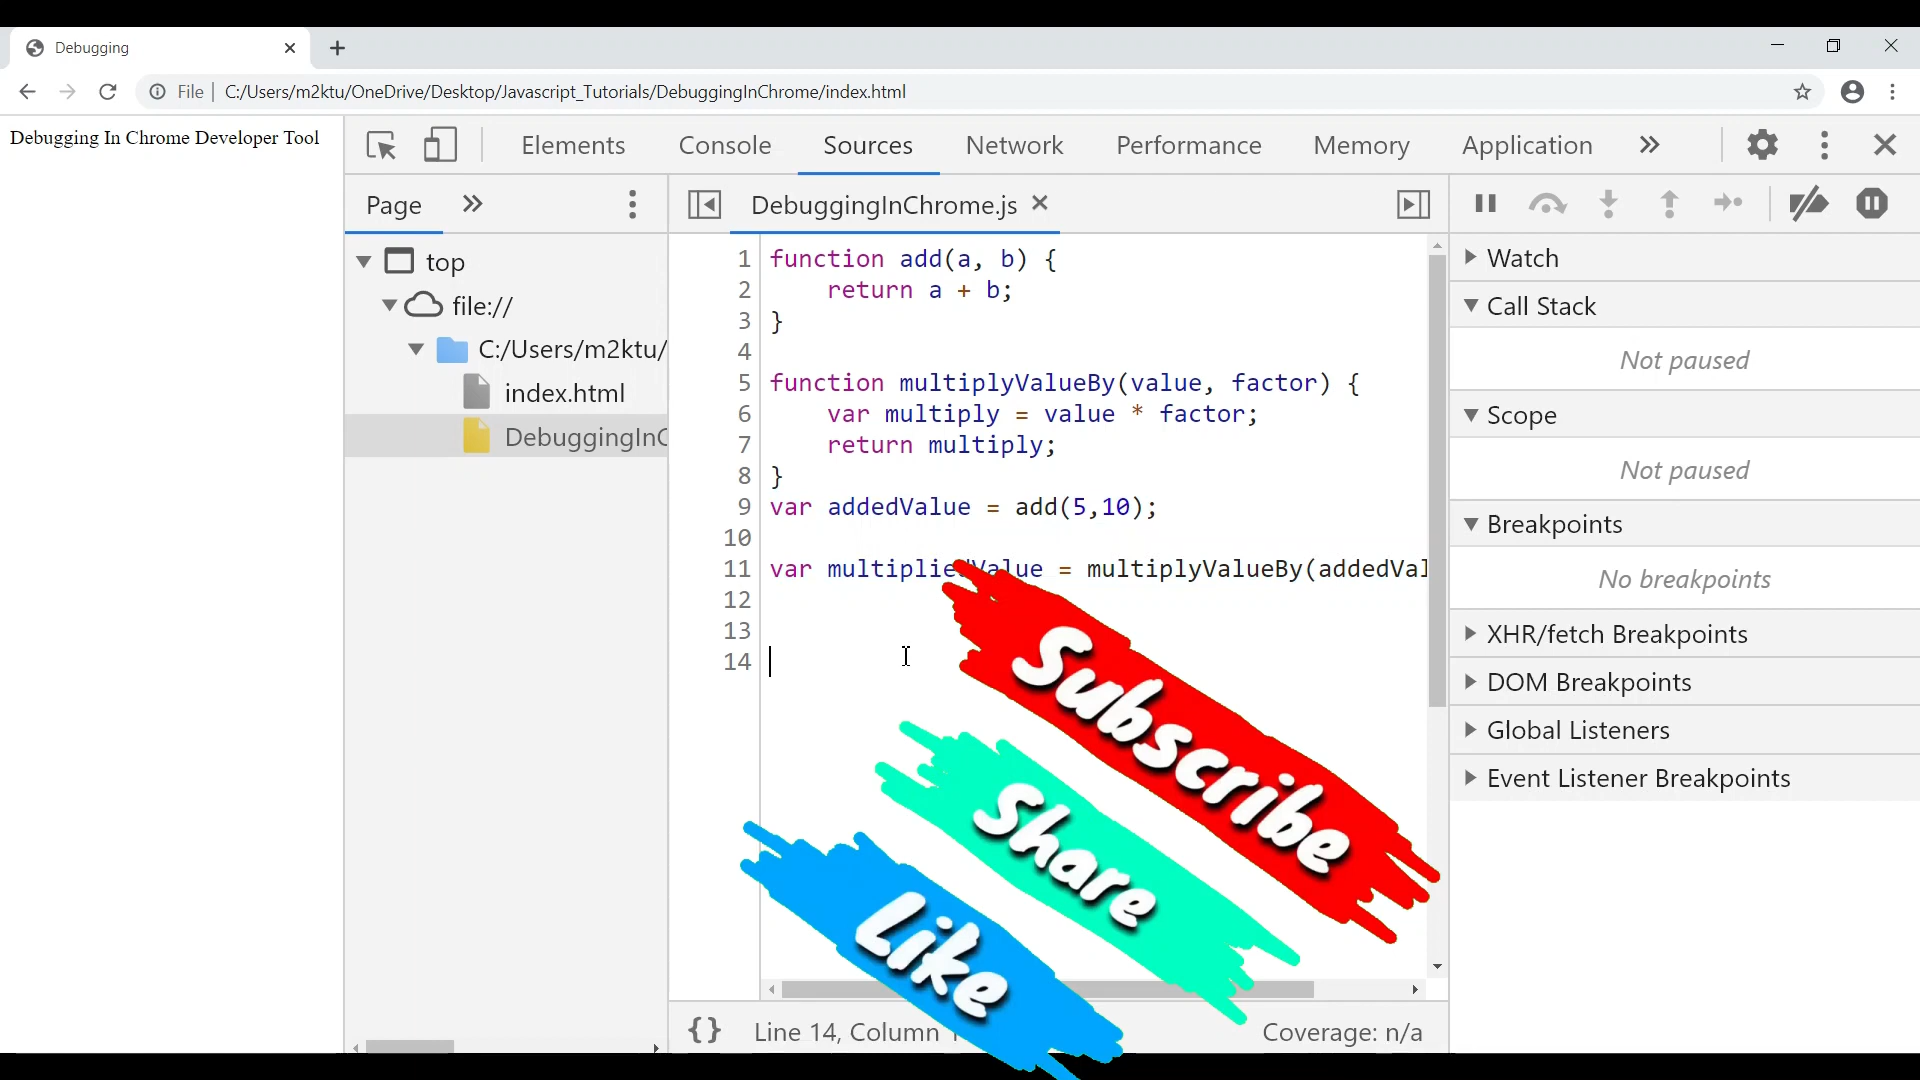 Debugging
File
C:/Users/m2ktu/OneDrive/Desktop/Javascript_Tutorials/DebuggingInChrome/index.html
Debugging In Chrome Developer Tool
Elements Console Sources Network Performance Memory Application
Page
DebuggingInChrome.js
top
file://
C:/Users/m2ktu/
index.html
DebuggingInC
1 function add(a, b) {
2 return a + b;
3 }
4
5 function multiplyValueBy(value, factor) {
6 var multiply = value * factor;
7 return multiply;
8 }
9 var addedValue = add(5,10);
10
11 var multipliedValue = multiplyValueBy(addedVal
12
13
14
Subscribe
Share
Like
{} Line 14, Column 1
Coverage: n/a
Watch
Call Stack
Not paused
Scope
Not paused
Breakpoints
No breakpoints
XHR/fetch Breakpoints
DOM Breakpoints
Global Listeners
Event Listener Breakpoints